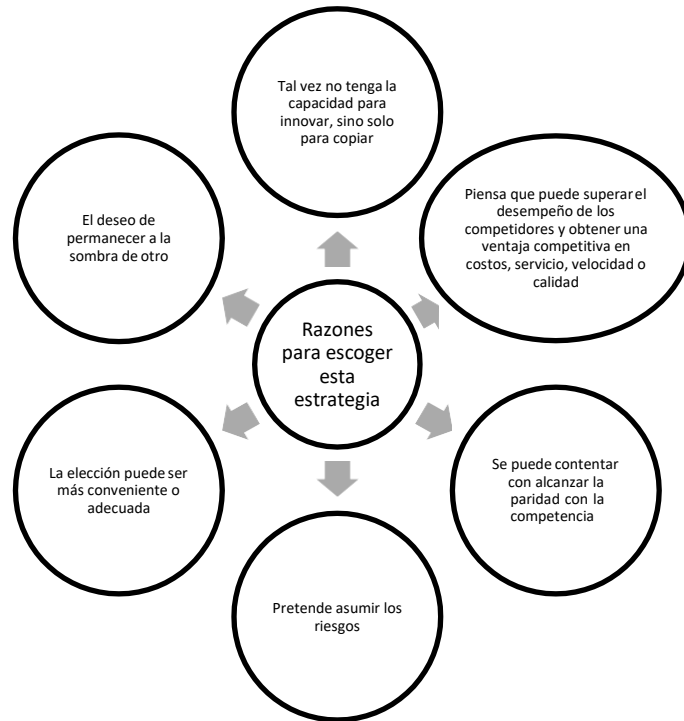 Tal vez no tenga la
capacidad para
innovar, sino solo
para copiar
Piensa que puede superar el
desempeño de los
competidores y obtener una
ventaja competitiva en
costos, servicio, velocidad o
calidad
Se puede contentar
con alcanzar la
paridad con la
competencia
Pretende asumir los
riesgos
La elección puede ser
más conveniente o
adecuada
El deseo de
permanecer a la
sombra de otro
Razones
para escoger
esta
estrategia